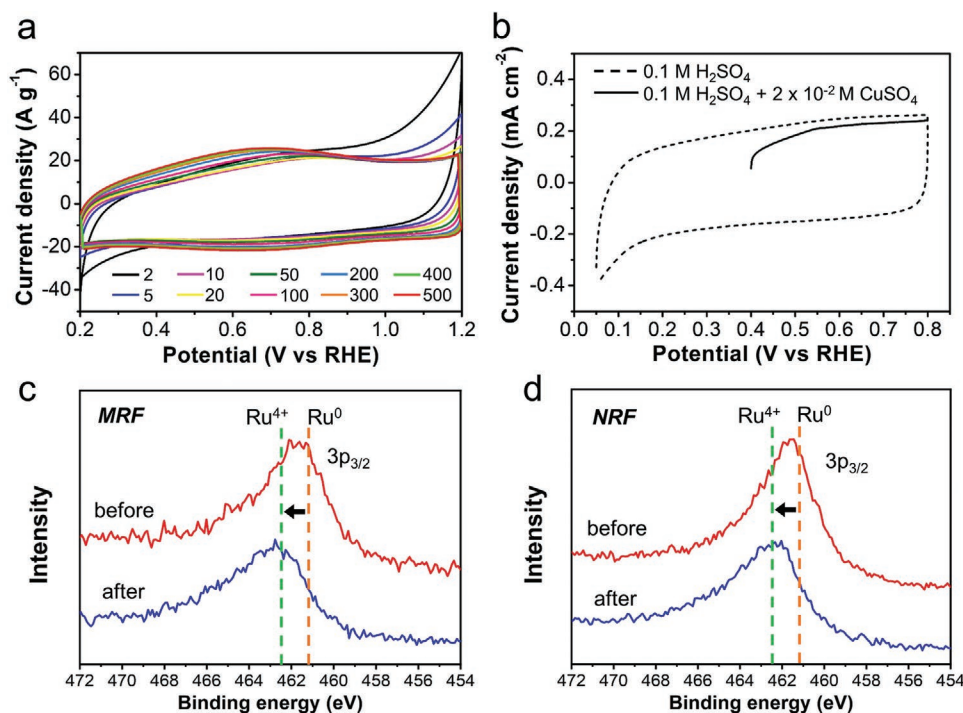 a
Current density (A g⁻¹)
60
40
20
0
-20
-40
2 10 50 200 400
5 20 100 300 500
0.2 0.4 0.6 0.8 1.0 1.2
Potential (V vs RHE)
b
Current density (mA cm⁻²)
0.1 M H₂SO₄
0.1 M H₂SO₄ + 2 x 10⁻² M CuSO₄
0.4
0.2
0.0
-0.2
-0.4
0.0 0.1 0.2 0.3 0.4 0.5 0.6 0.7 0.8
Potential (V vs RHE)
c
MRF
Ru⁴⁺ Ru⁰
3p₃/₂
before
after
Intensity
472 470 468 466 464 462 460 458 456 454
Binding energy (eV)
d
NRF
Ru⁴⁺ Ru⁰
3p₃/₂
before
after
Intensity
472 470 468 466 464 462 460 458 456 454
Binding energy (eV)